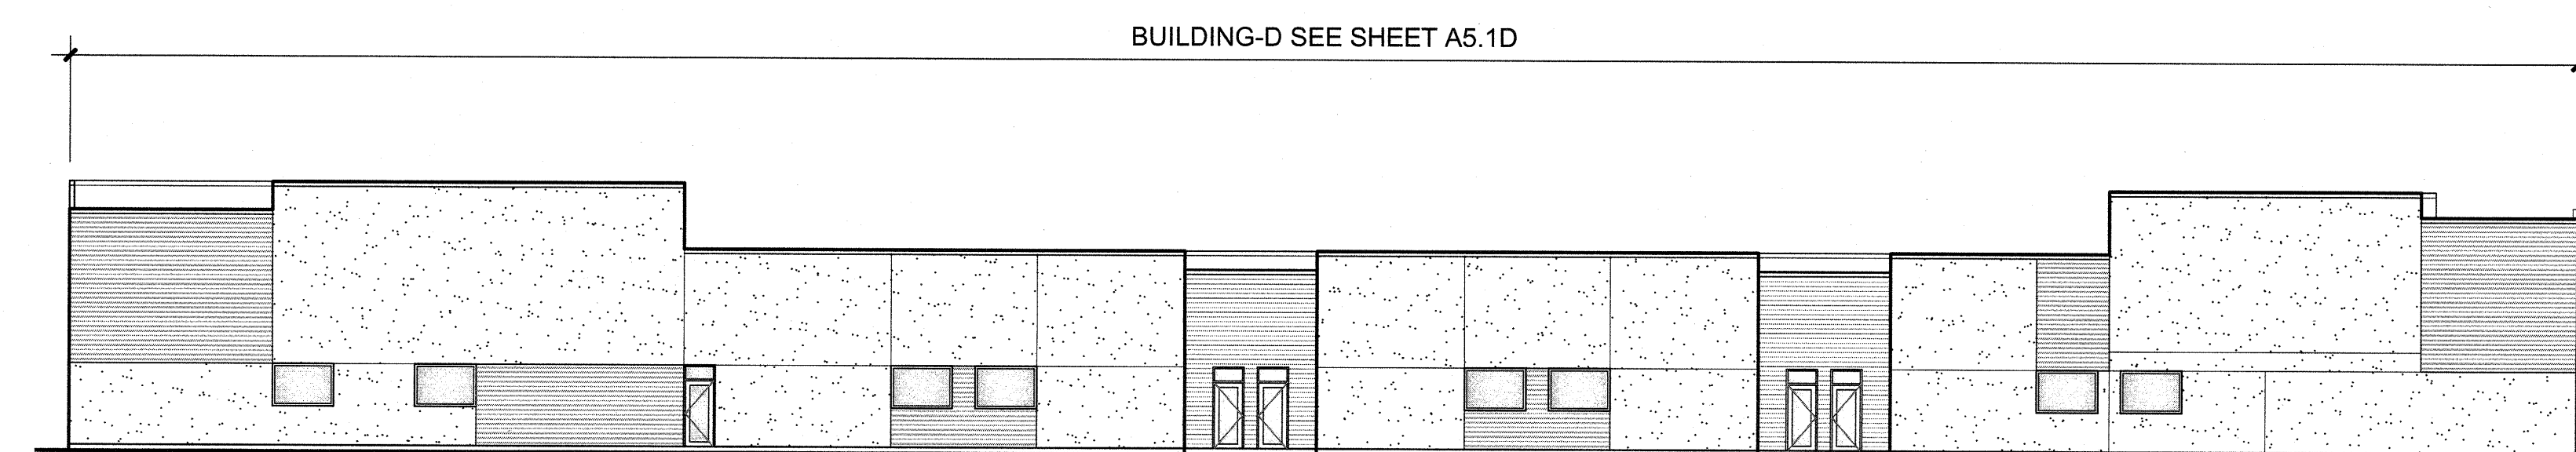 BUILDING-D SEE SHEET A5.1D